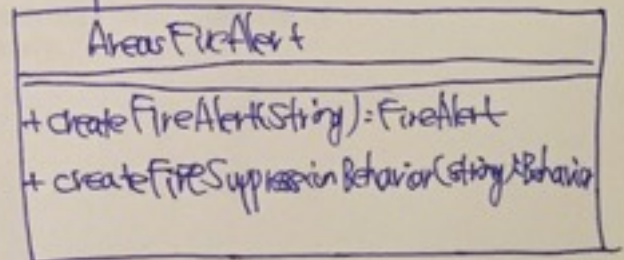 AreasFireAlert
+ createFireAlert(String): FireAlert
+ createFireSuppressionBehavior(string):Behavior